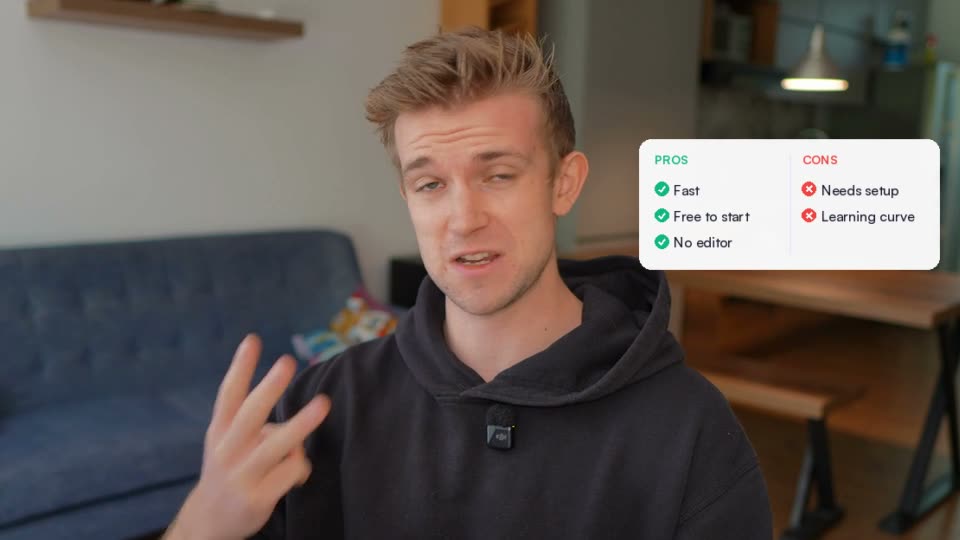 PROS
Fast
Free to start
No editor
CONS
Needs setup
Learning curve